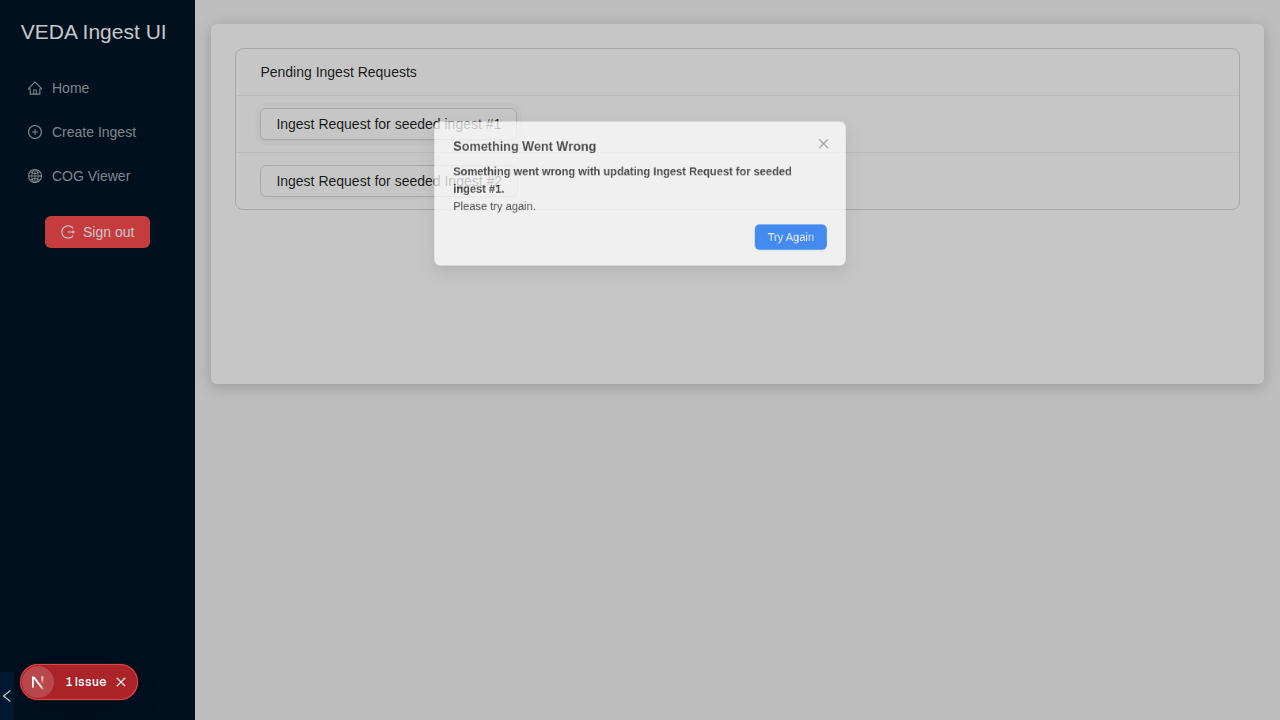 VEDA Ingest UI
Home
Create Ingest
COG Viewer
Sign out
Pending Ingest Requests
Ingest Request for seeded ingest #1
Ingest Request for seeded Ingest #2
Something Went Wrong
Something went wrong with updating Ingest Request for seeded
ingest #1.
Please try again.
Try Again
1 Issue